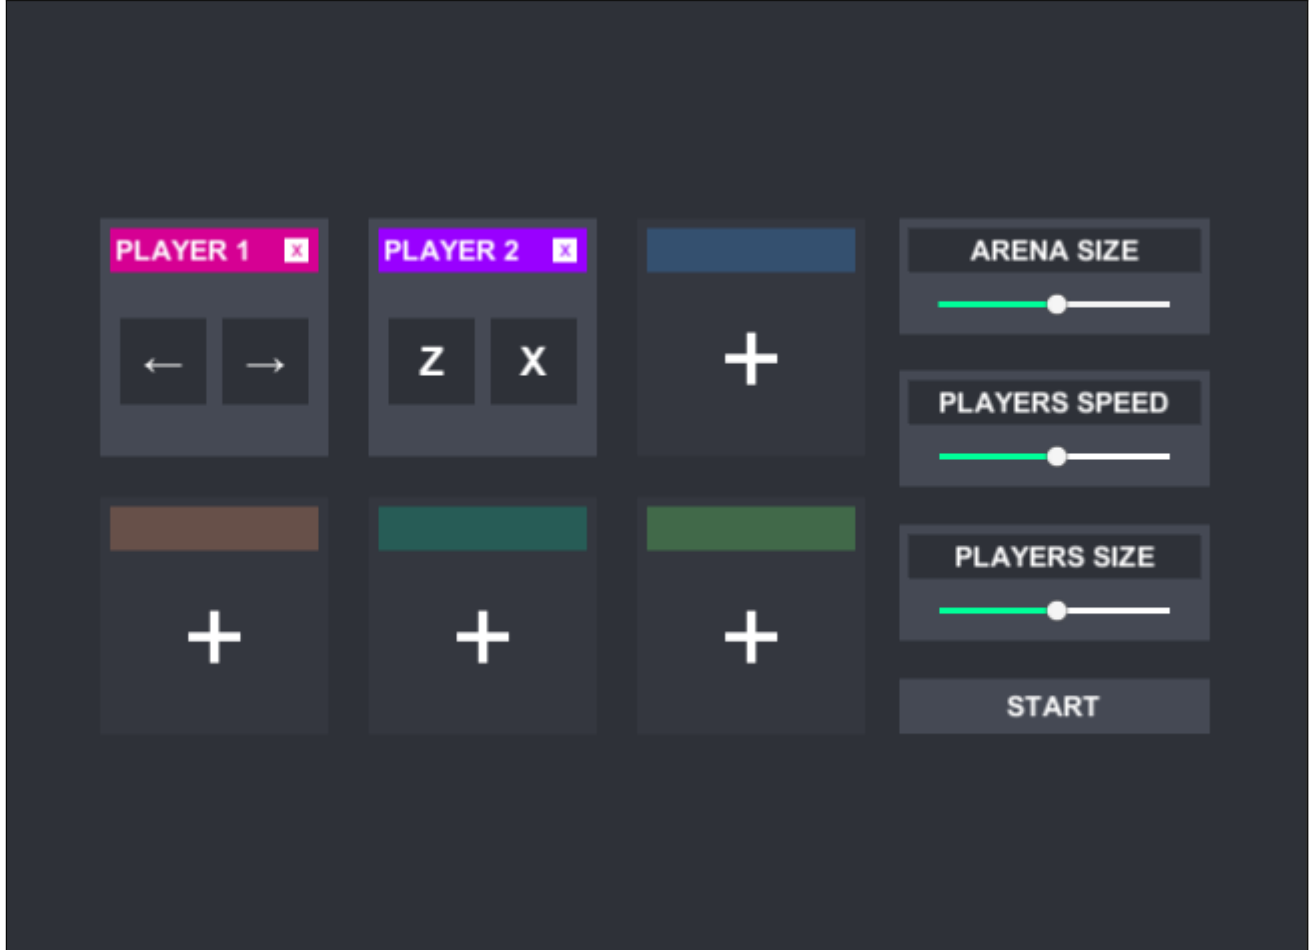 PLAYER 1 X
← →
PLAYER 2 X
Z X
+
+
+
+
ARENA SIZE
PLAYERS SPEED
PLAYERS SIZE
START